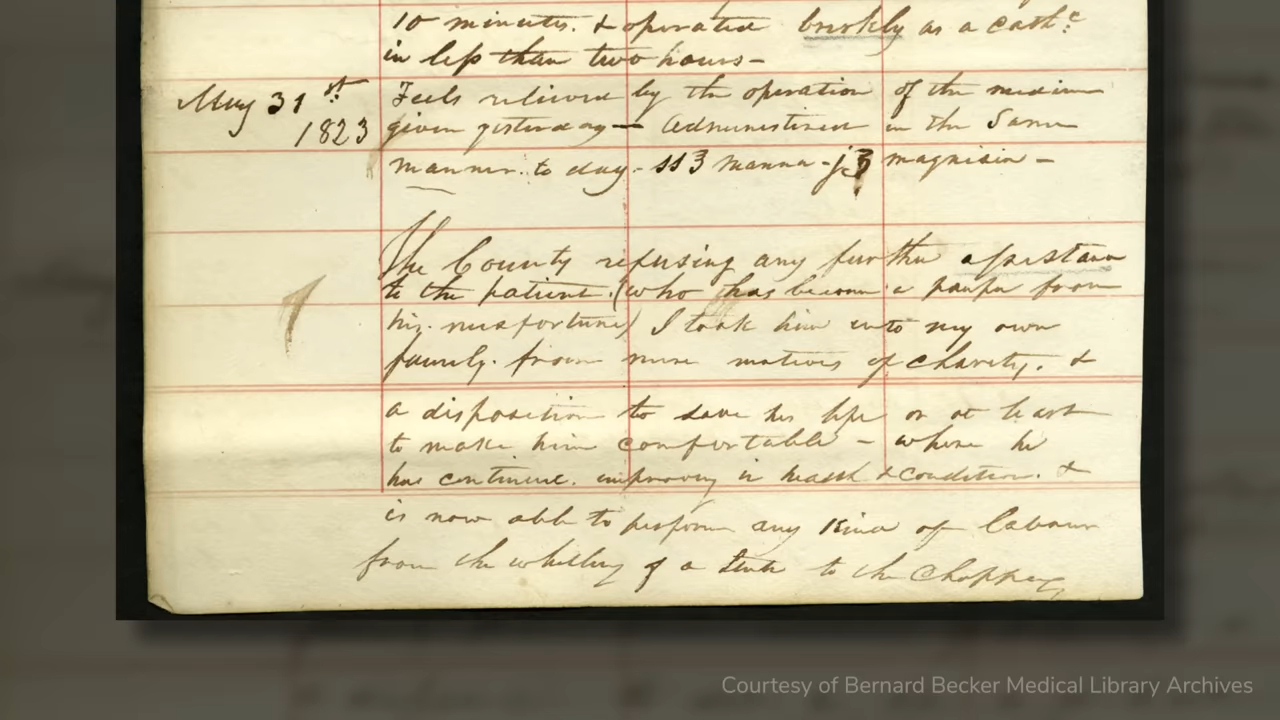 10 minutes. & operated briskly as a cath:c
in less than two hours-
May 31st Feels relieved by the operation of the medicine
1823 given yesterday — Administered in the same
manner to day - ss ʒ manna - j ʒ magnisia -
The County refusing any further assistance
to the patient (who has become a pauper from
his misfortune) I took him into my own
family from mere motives of charity. &
a disposition to save his life or at least
to make him comfortable - where he
has continued improving in health & condition. &
is now able to perform any kind of labour
from the whittling of a stick to the chopping
Courtesy of Bernard Becker Medical Library Archives